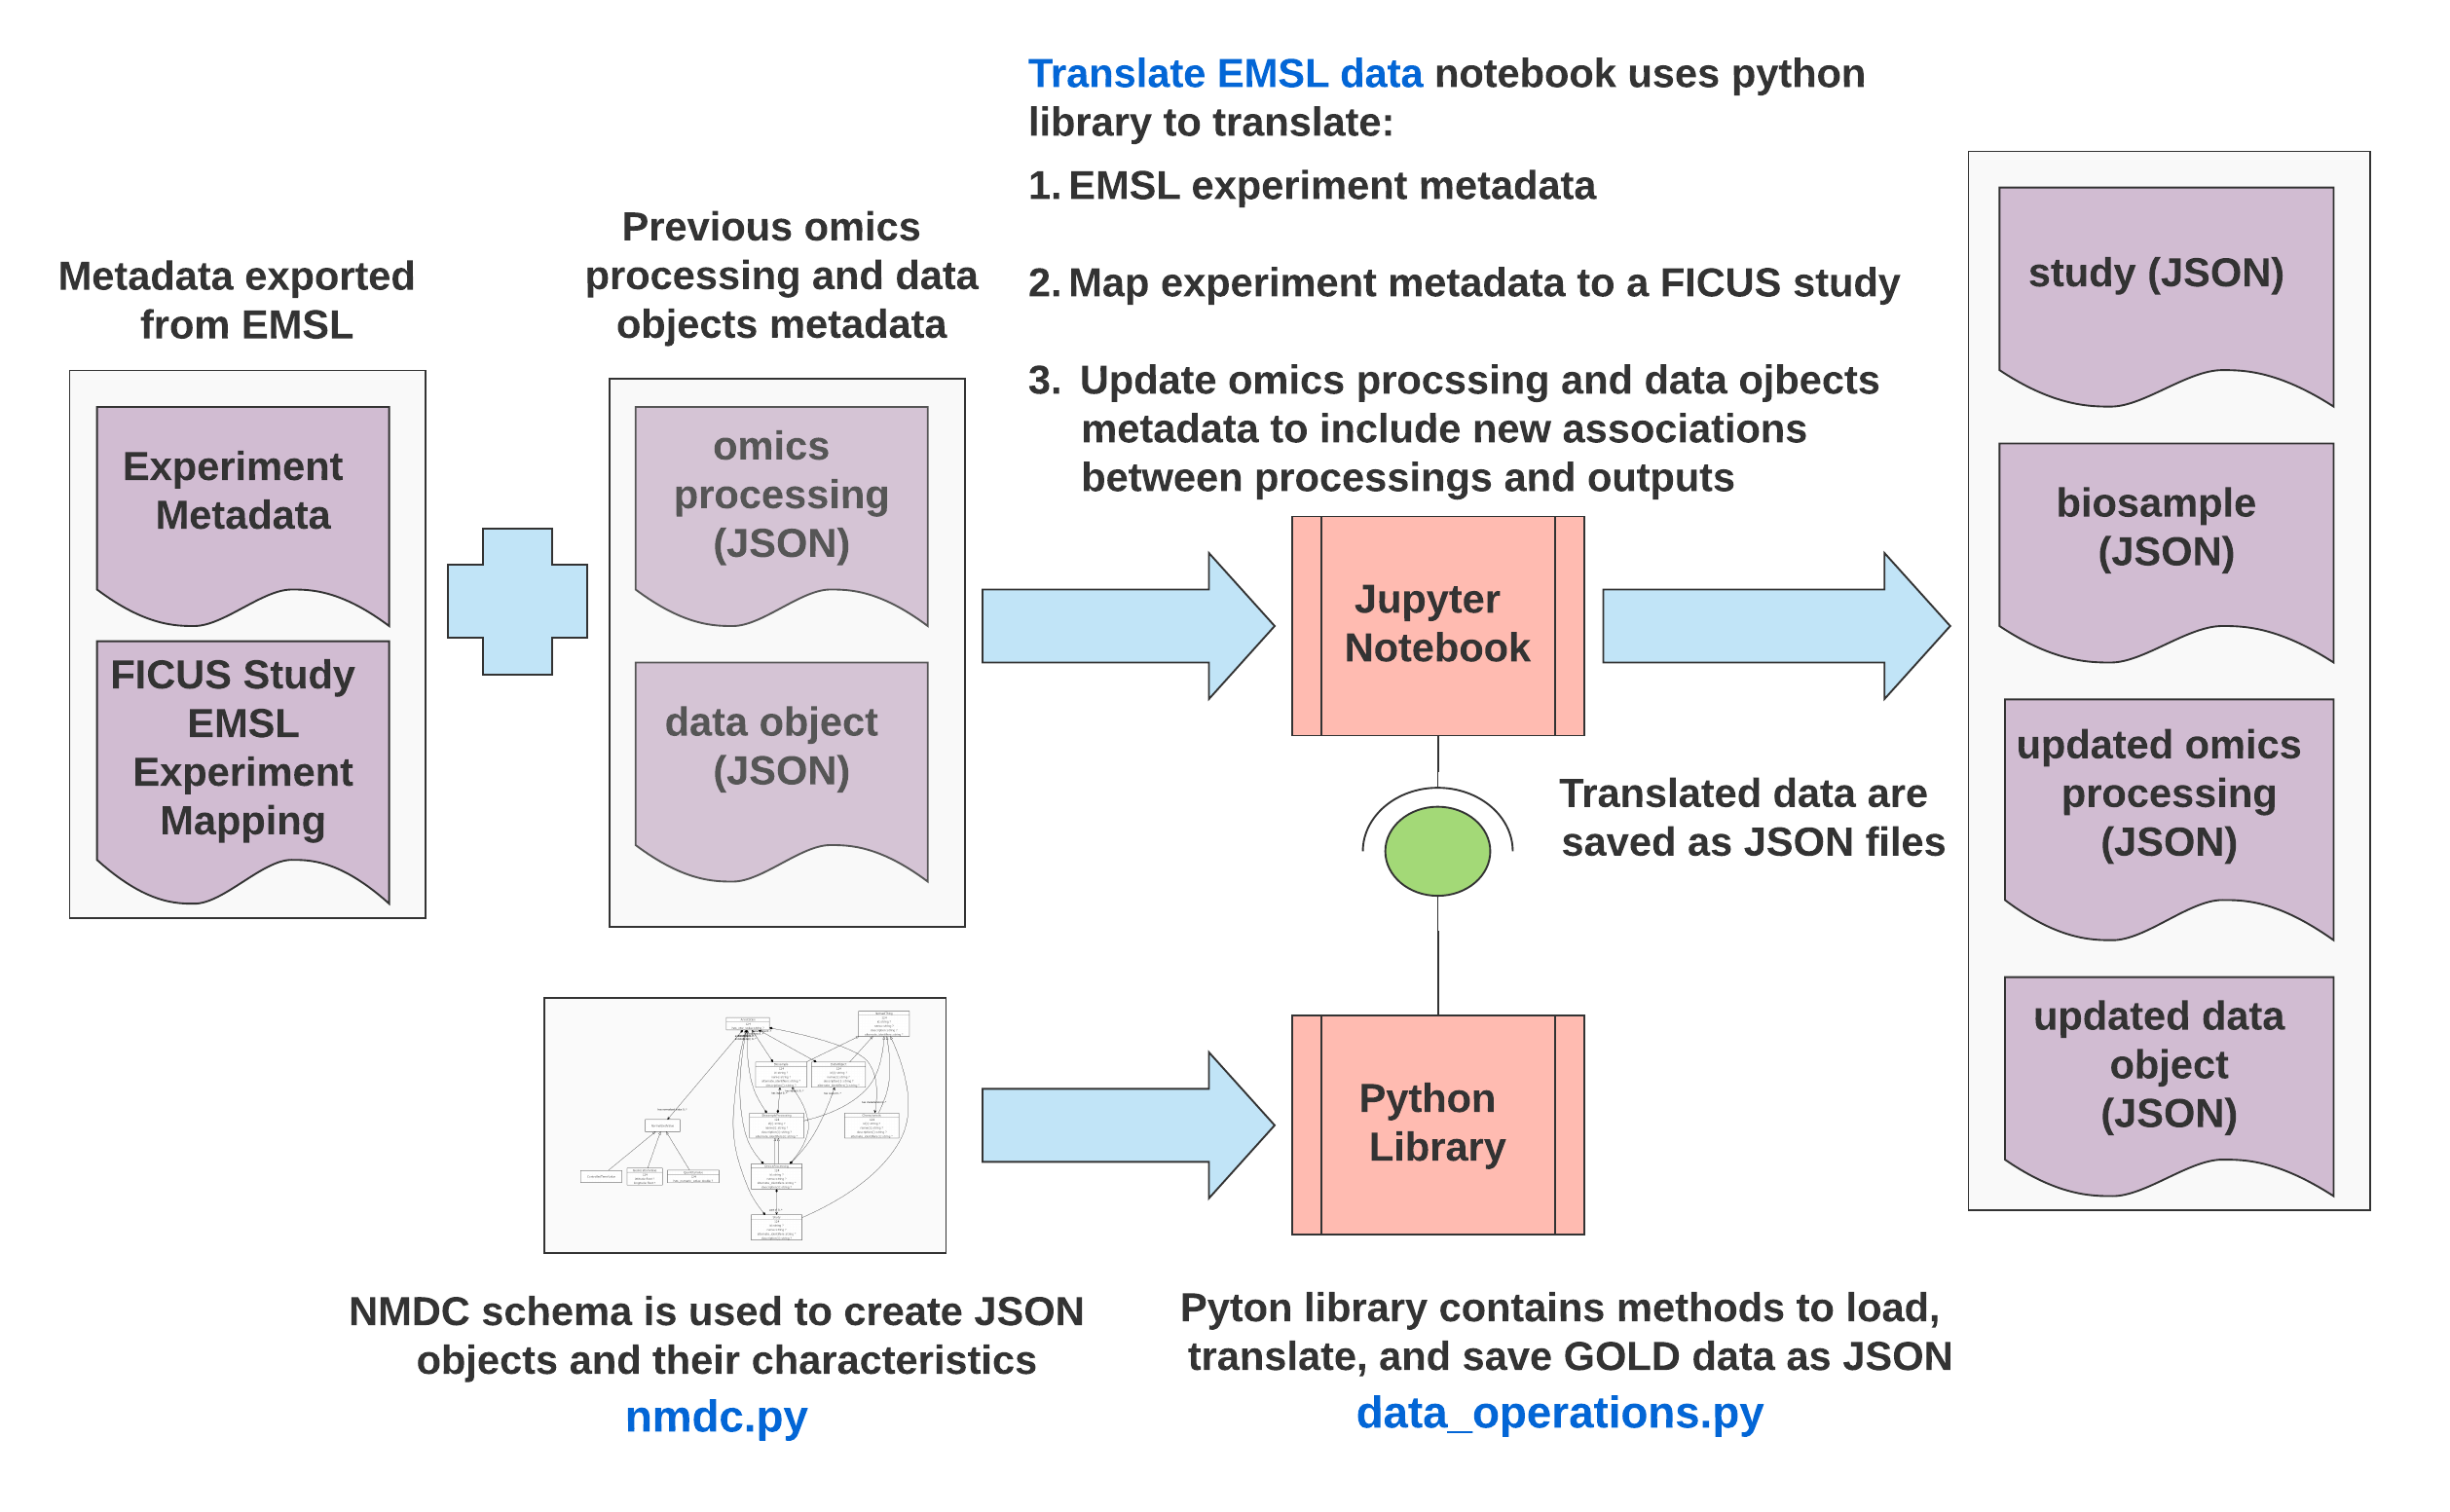 Translate EMSL data notebook uses python
library to translate:
1. EMSL experiment metadata
2. Map experiment metadata to a FICUS study
3. Update omics procssing and data ojbects
metadata to include new associations
between processings and outputs
Metadata exported
from EMSL
Experiment
Metadata
FICUS Study
EMSL
Experiment
Mapping
Previous omics
processing and data
objects metadata
omics
processing
(JSON)
data object
(JSON)
Jupyter
Notebook
Translated data are
saved as JSON files
study (JSON)
biosample
(JSON)
updated omics
processing
(JSON)
updated data
object
(JSON)
Python
Library
NMDC schema is used to create JSON
objects and their characteristics
nmdc.py
Pyton library contains methods to load,
translate, and save GOLD data as JSON
data_operations.py